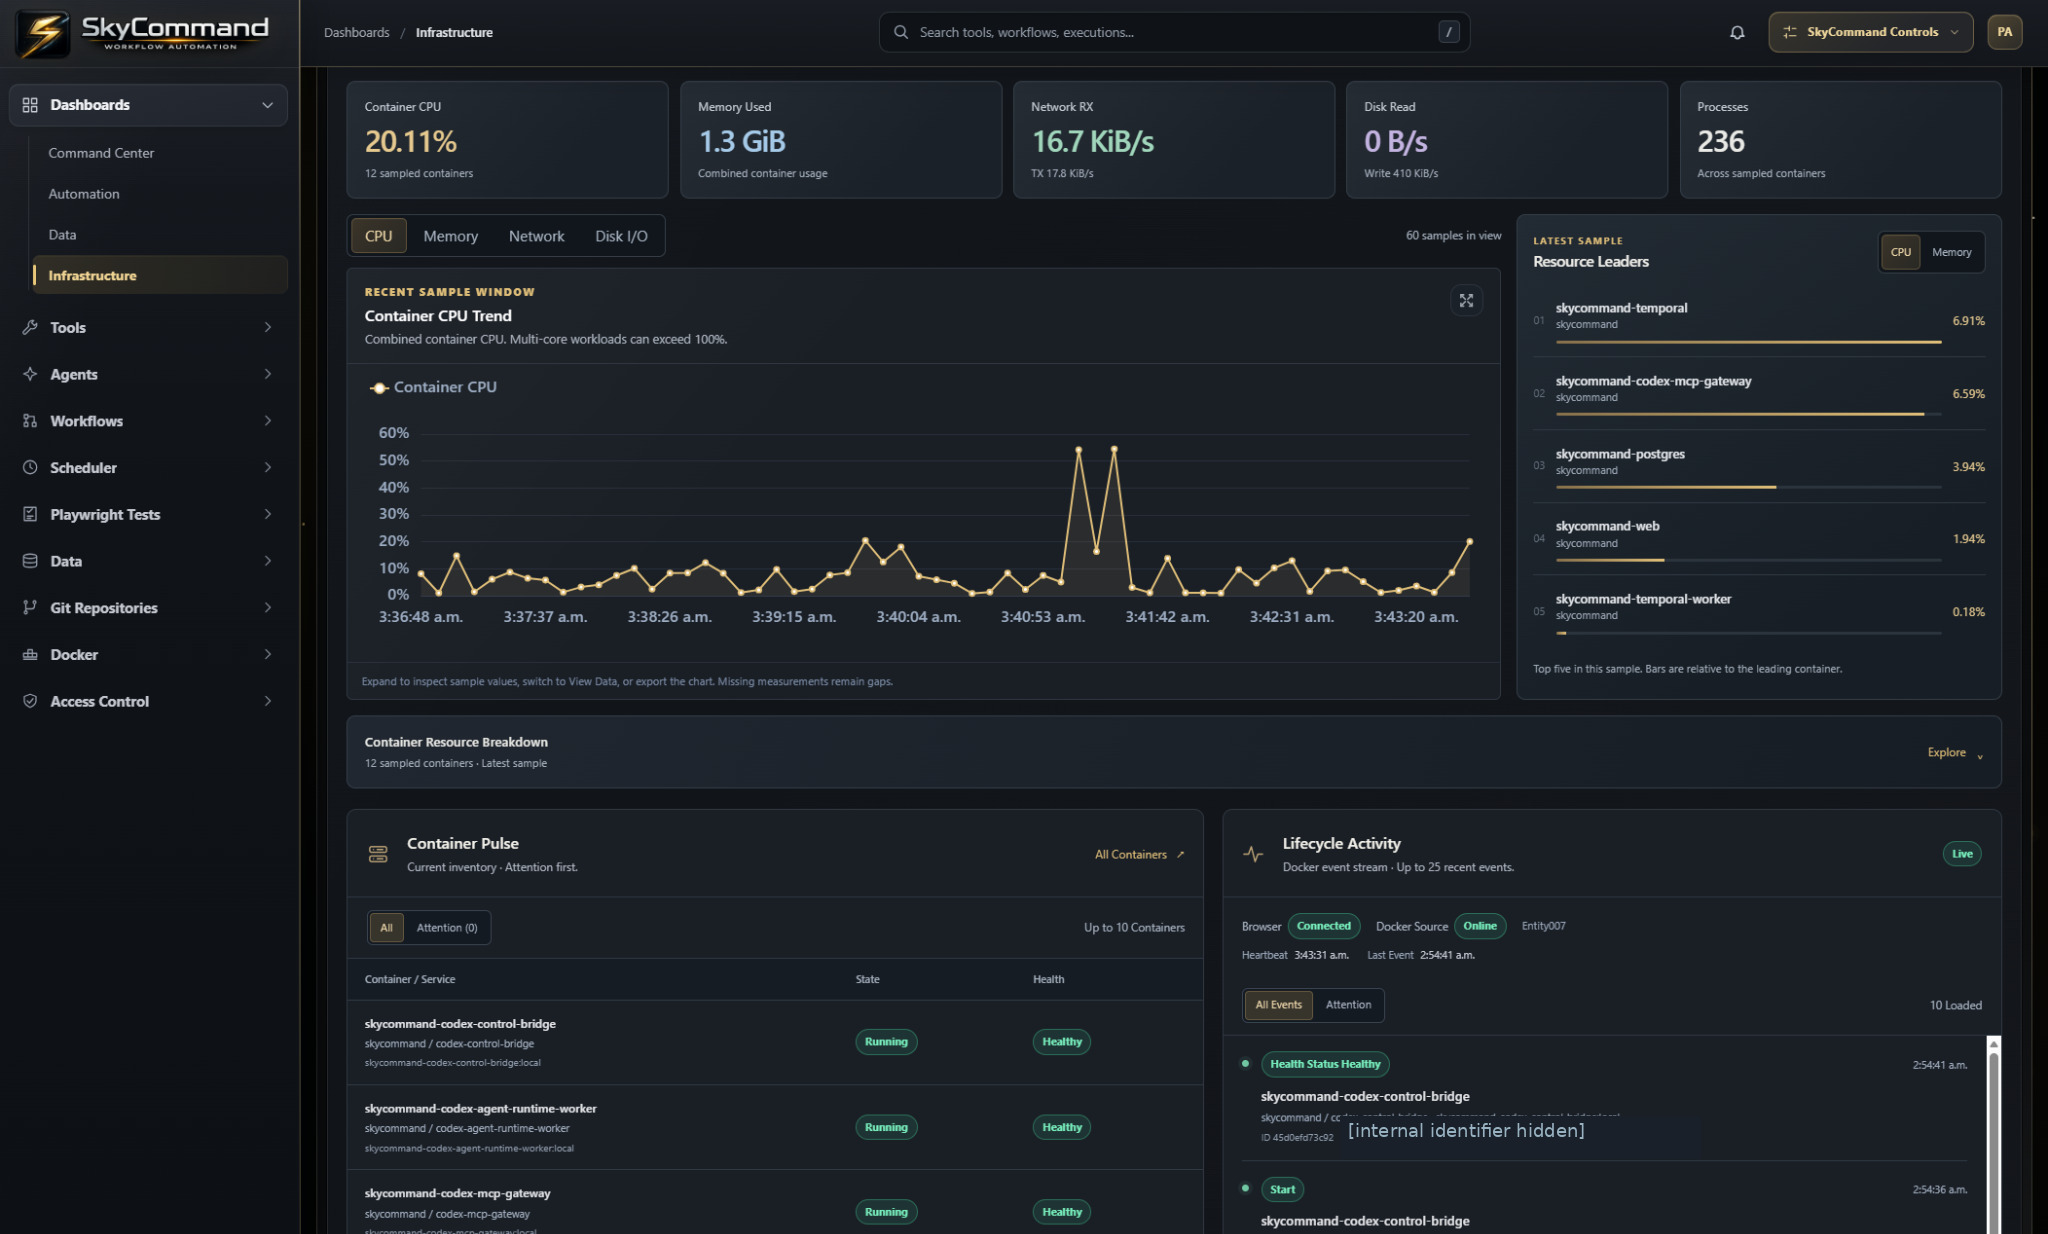 SkyCommand
WORKFLOW AUTOMATION
Dashboards / Infrastructure
Search tools, workflows, executions...
/
SkyCommand Controls
PA
Dashboards
Command Center
Automation
Data
Infrastructure
Tools
Agents
Workflows
Scheduler
Playwright Tests
Data
Git Repositories
Docker
Access Control
Container CPU
20.11%
12 sampled containers
Memory Used
1.3 GiB
Combined container usage
Network RX
16.7 KiB/s
TX 17.8 KiB/s
Disk Read
0 B/s
Write 410 KiB/s
Processes
236
Across sampled containers
CPU
Memory
Network
Disk I/O
60 samples in view
RECENT SAMPLE WINDOW
Container CPU Trend
Combined container CPU. Multi-core workloads can exceed 100%.
Container CPU
60%
50%
40%
30%
20%
10%
0%
3:36:48 a.m. 3:37:37 a.m. 3:38:26 a.m. 3:39:15 a.m. 3:40:04 a.m. 3:40:53 a.m. 3:41:42 a.m. 3:42:31 a.m. 3:43:20 a.m.
Expand to inspect sample values, switch to View Data, or export the chart. Missing measurements remain gaps.
LATEST SAMPLE
Resource Leaders
CPU
Memory
01 skycommand-temporal 6.91%
skycommand
02 skycommand-codex-mcp-gateway 6.59%
skycommand
03 skycommand-postgres 3.94%
skycommand
04 skycommand-web 1.94%
skycommand
05 skycommand-temporal-worker 0.18%
skycommand
Top five in this sample. Bars are relative to the leading container.
Container Resource Breakdown
12 sampled containers · Latest sample
Explore
Container Pulse
Current inventory · Attention first.
All Containers
All
Attention (0)
Up to 10 Containers
Container / Service State Health
skycommand-codex-control-bridge
skycommand / codex-control-bridge
skycommand-codex-control-bridge:local
Running
Healthy
skycommand-codex-agent-runtime-worker
skycommand / codex-agent-runtime-worker
skycommand-codex-agent-runtime-worker:local
Running
Healthy
skycommand-codex-mcp-gateway
skycommand / codex-mcp-gateway
skycommand-codex-mcp-gateway:local
Running
Healthy
Lifecycle Activity
Docker event stream · Up to 25 recent events.
Live
Browser Connected Docker Source Online Entity007
Heartbeat 3:43:31 a.m. Last Event 2:54:41 a.m.
All Events
Attention
10 Loaded
Health Status Healthy
2:54:41 a.m.
skycommand-codex-control-bridge
skycommand /
ID 45d0efd73c92
[internal identifier hidden]
Start
2:54:36 a.m.
skycommand-codex-control-bridge